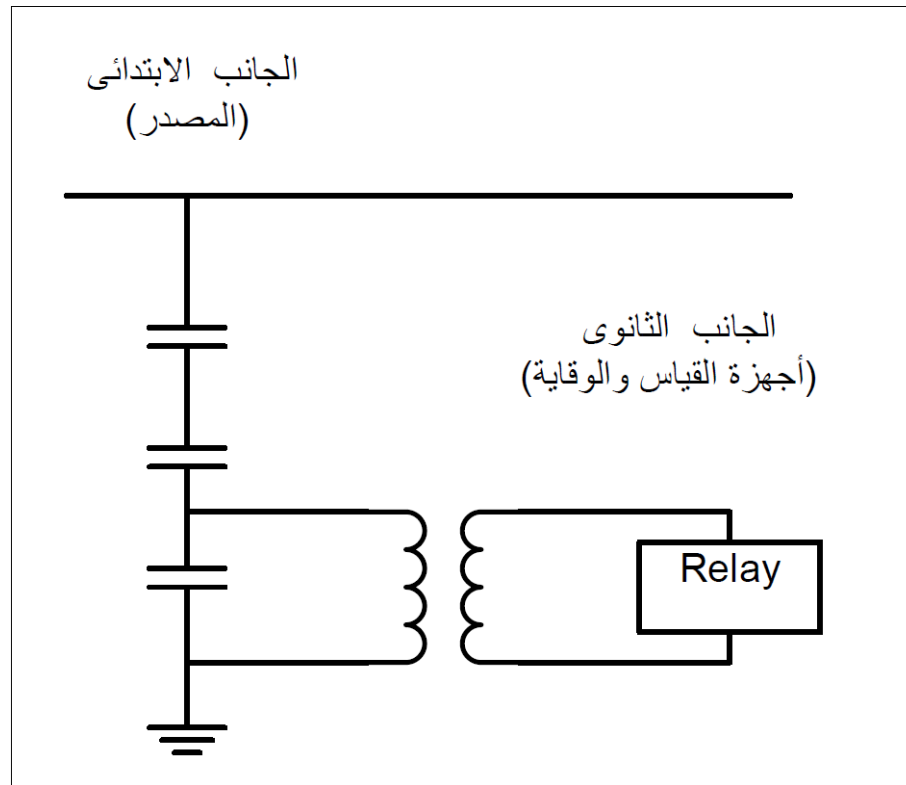 الجانب الابتدائى
(المصدر)
الجانب الثانوى
(أجهزة القياس والوقاية)
Relay